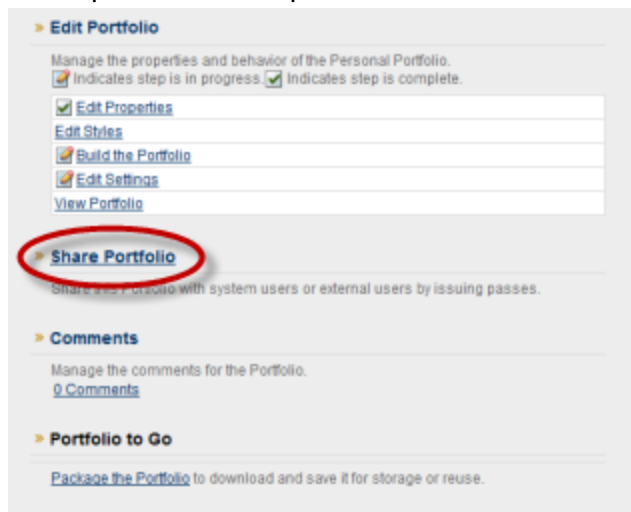 » Edit Portfolio
Manage the properties and behavior of the Personal Portfolio.
Indicates step is in progress. Indicates step is complete.
Edit Properties
Edit Styles
Build the Portfolio
Edit Settings
View Portfolio
» Share Portfolio
Share this Portfolio with system users or external users by issuing passes.
» Comments
Manage the comments for the Portfolio.
0 Comments
» Portfolio to Go
Package the Portfolio to download and save it for storage or reuse.